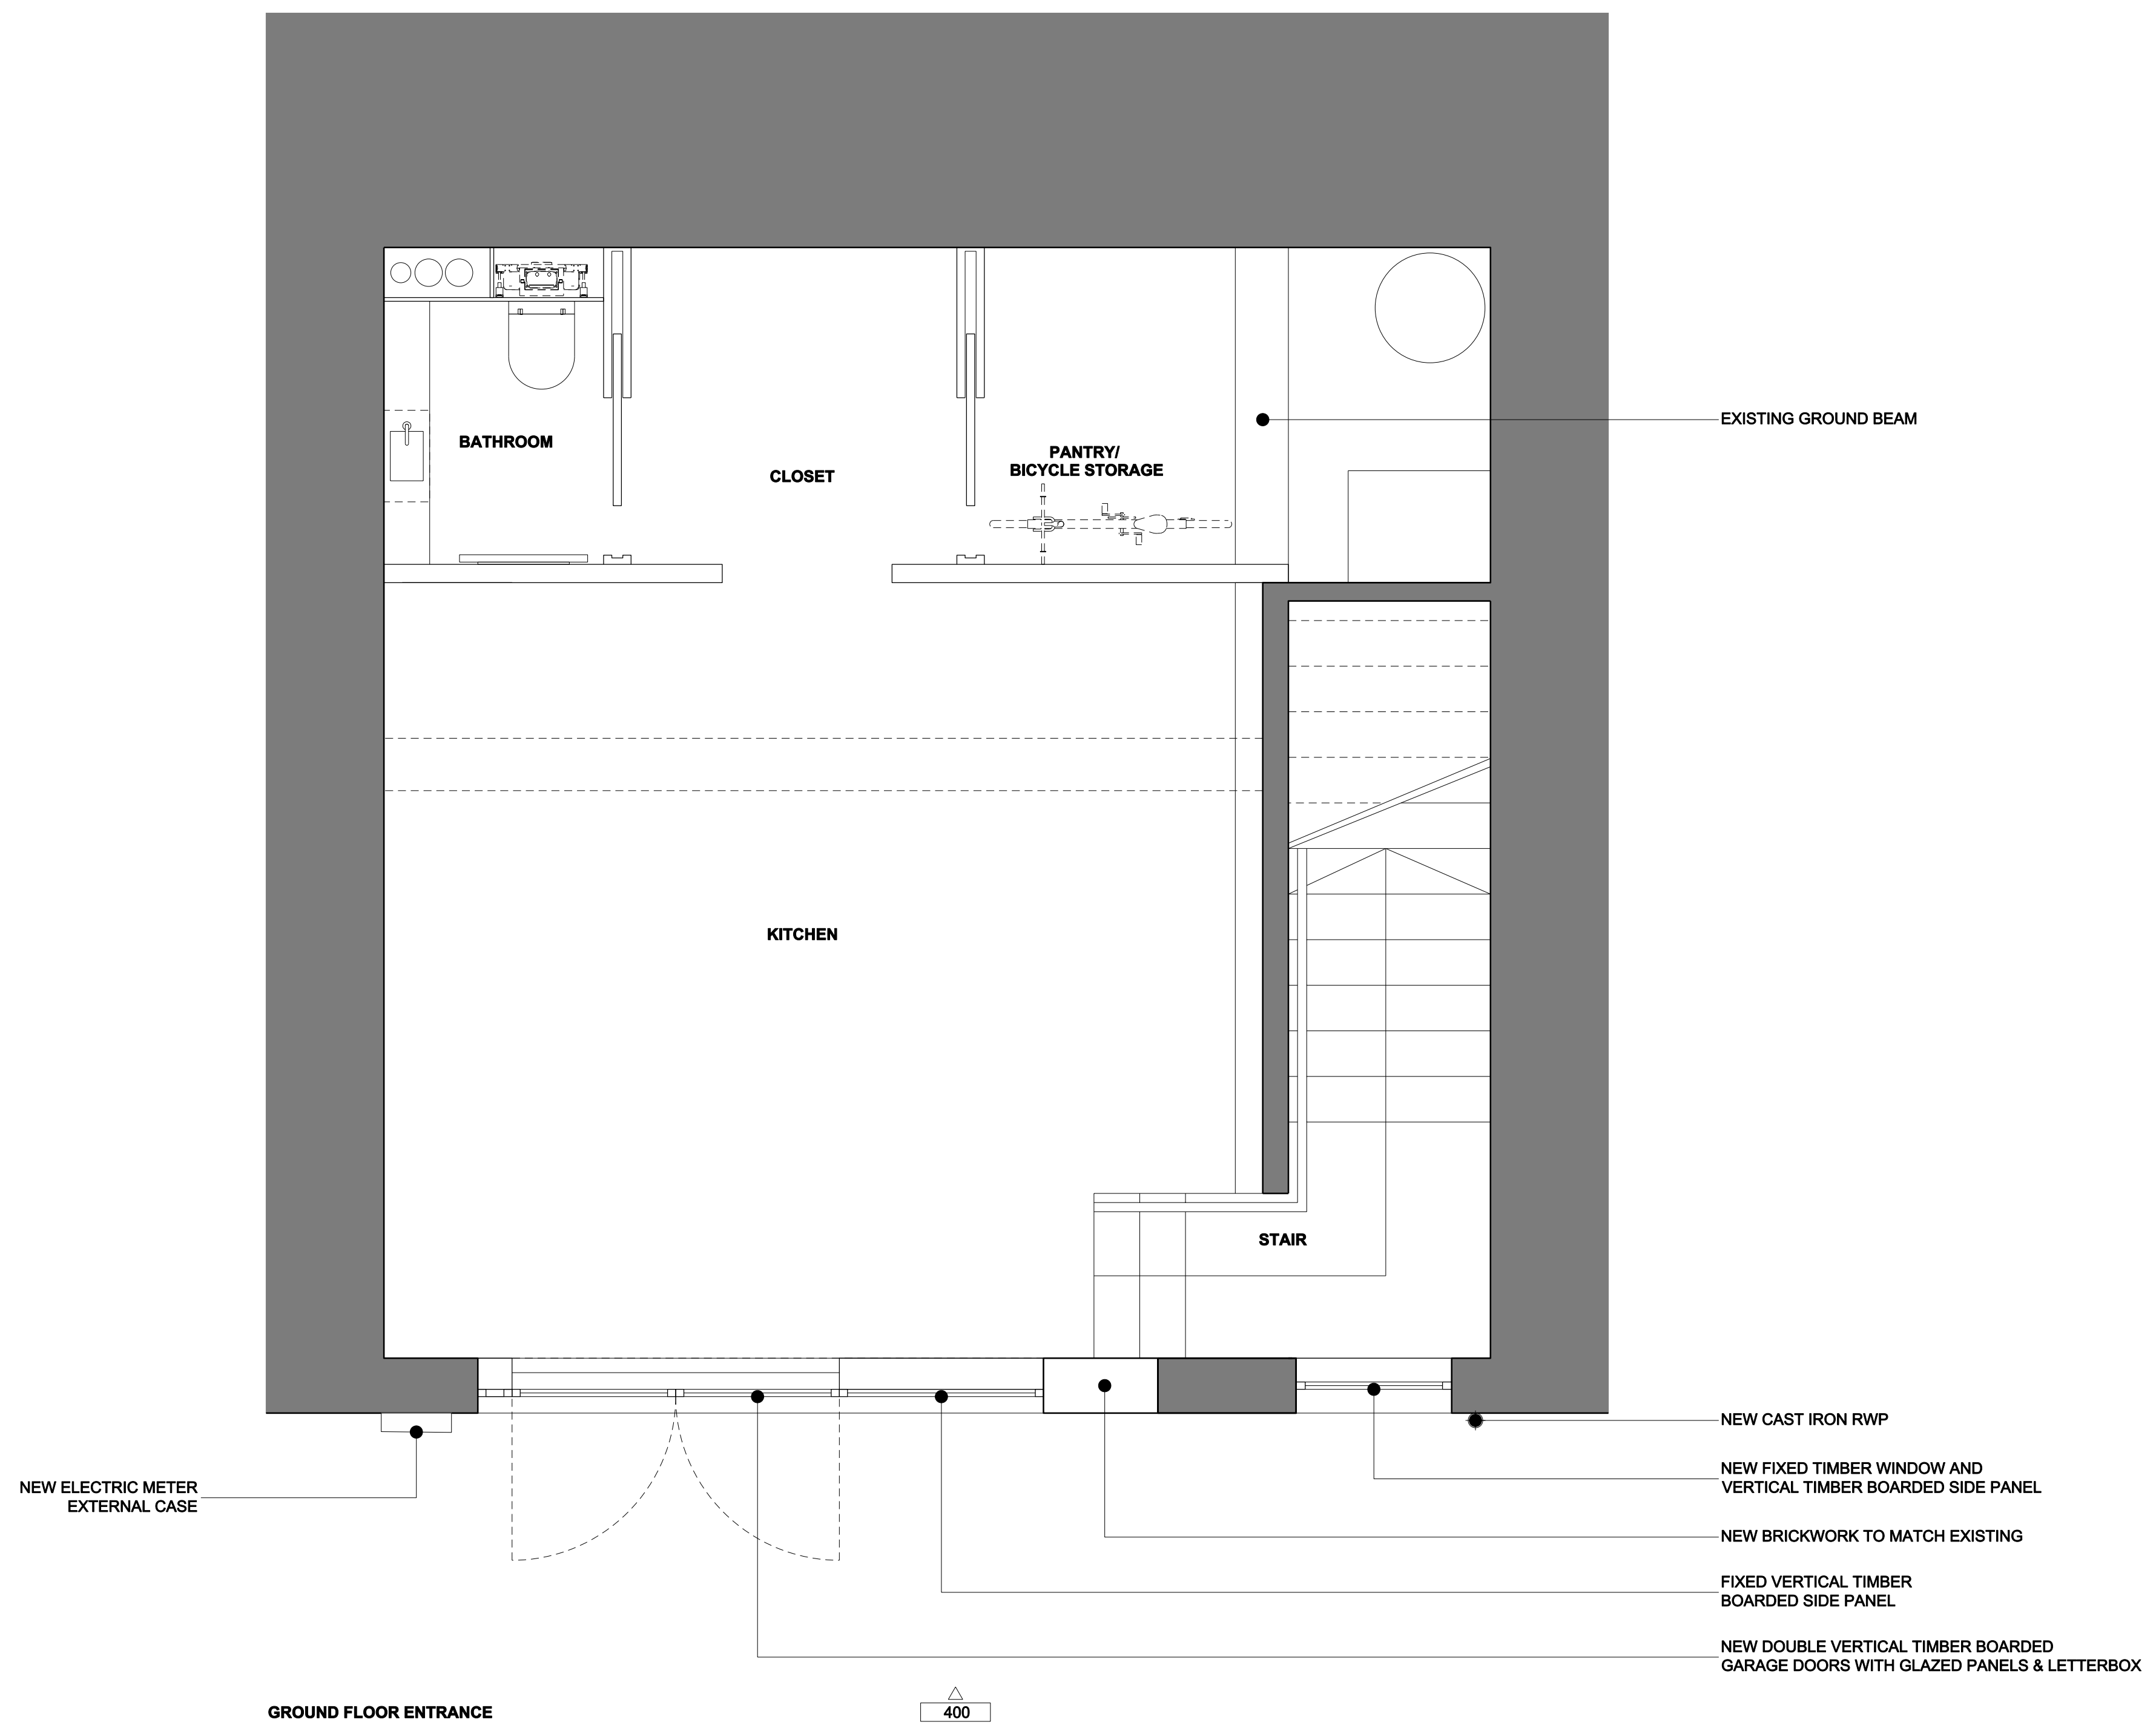 EXISTING GROUND BEAM
BATHROOM
PANTRY/
BICYCLE STORAGE
CLOSET
KITCHEN
STAIR
NEW CAST IRON RWP
NEW FIXED TIMBER WINDOW AND
VERTICAL TIMBER BOARDED SIDE PANEL
NEW ELECTRIC METER
EXTERNAL CASE
NEW BRICKWORK TO MATCH EXISTING
FIXED VERTICAL TIMBER
BOARDED SIDE PANEL
NEW DOUBLE VERTICAL TIMBER BOARDED
GARAGE DOORS WITH GLAZED PANELS & LETTERBOX
GROUND FLOOR ENTRANCE
400